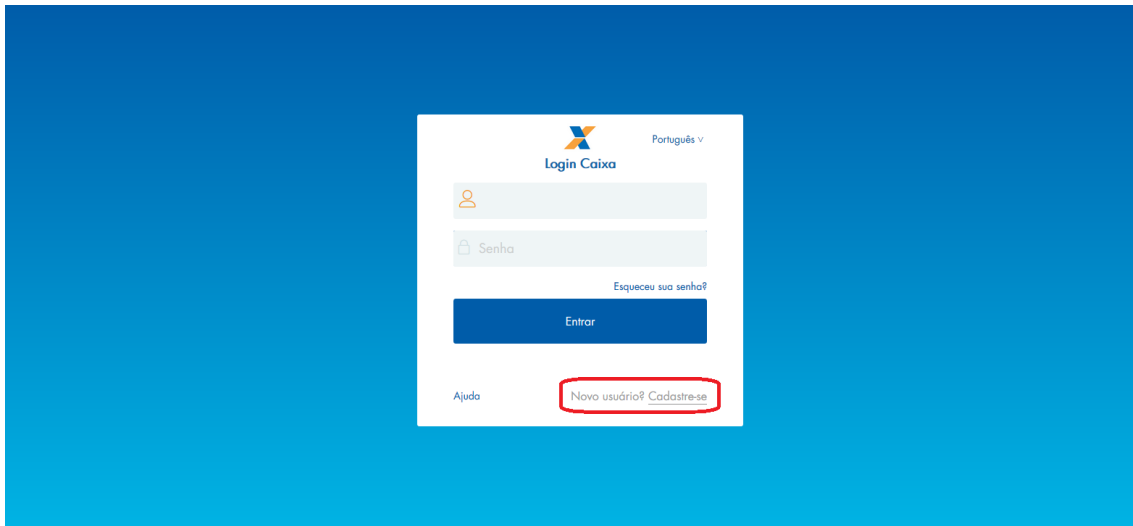 Português
Login Caixa
Senha
Esqueceu sua senha?
Entrar
Ajuda
Novo usuário? Cadastre-se